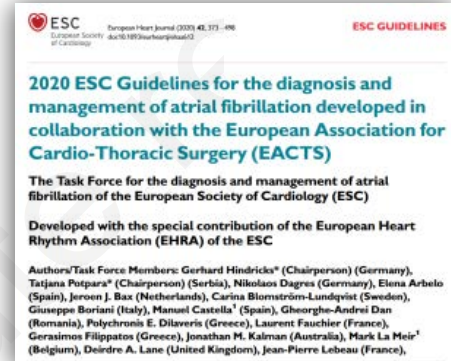 ESC
European Society
of Cardiology
European Heart Journal (2020) 42, 373–498
ESC GUIDELINES
2020 ESC Guidelines for the diagnosis and
management of atrial fibrillation developed in
collaboration with the European Association for
Cardio-Thoracic Surgery (EACTS)
The Task Force for the diagnosis and management of atrial
fibrillation of the European Society of Cardiology (ESC)
Developed with the special contribution of the European Heart
Rhythm Association (EHRA) of the ESC
Authors/Task Force Members: Gerhard Hindricks* (Chairperson) (Germany),
Tatjana Potpara* (Chairperson) (Serbia), Nikolaos Dagres (Germany), Elena Arbelo
(Spain), Jeroen J. Bax (Netherlands), Carina Blomström-Lundqvist (Sweden),
Giuseppe Boriani (Italy), Manuel Castella¹ (Spain), Gheorghe-Andrei Dan
(Romania), Polychronis E. Dilaveris (Greece), Laurent Fauchier (France),
Gerasimos Filippatos (Greece), Jonathan M. Kalman (Australia), Mark La Meir¹
(Belgium), Deirdre A. Lane (United Kingdom), Jean-Pierre Lebeau (France),